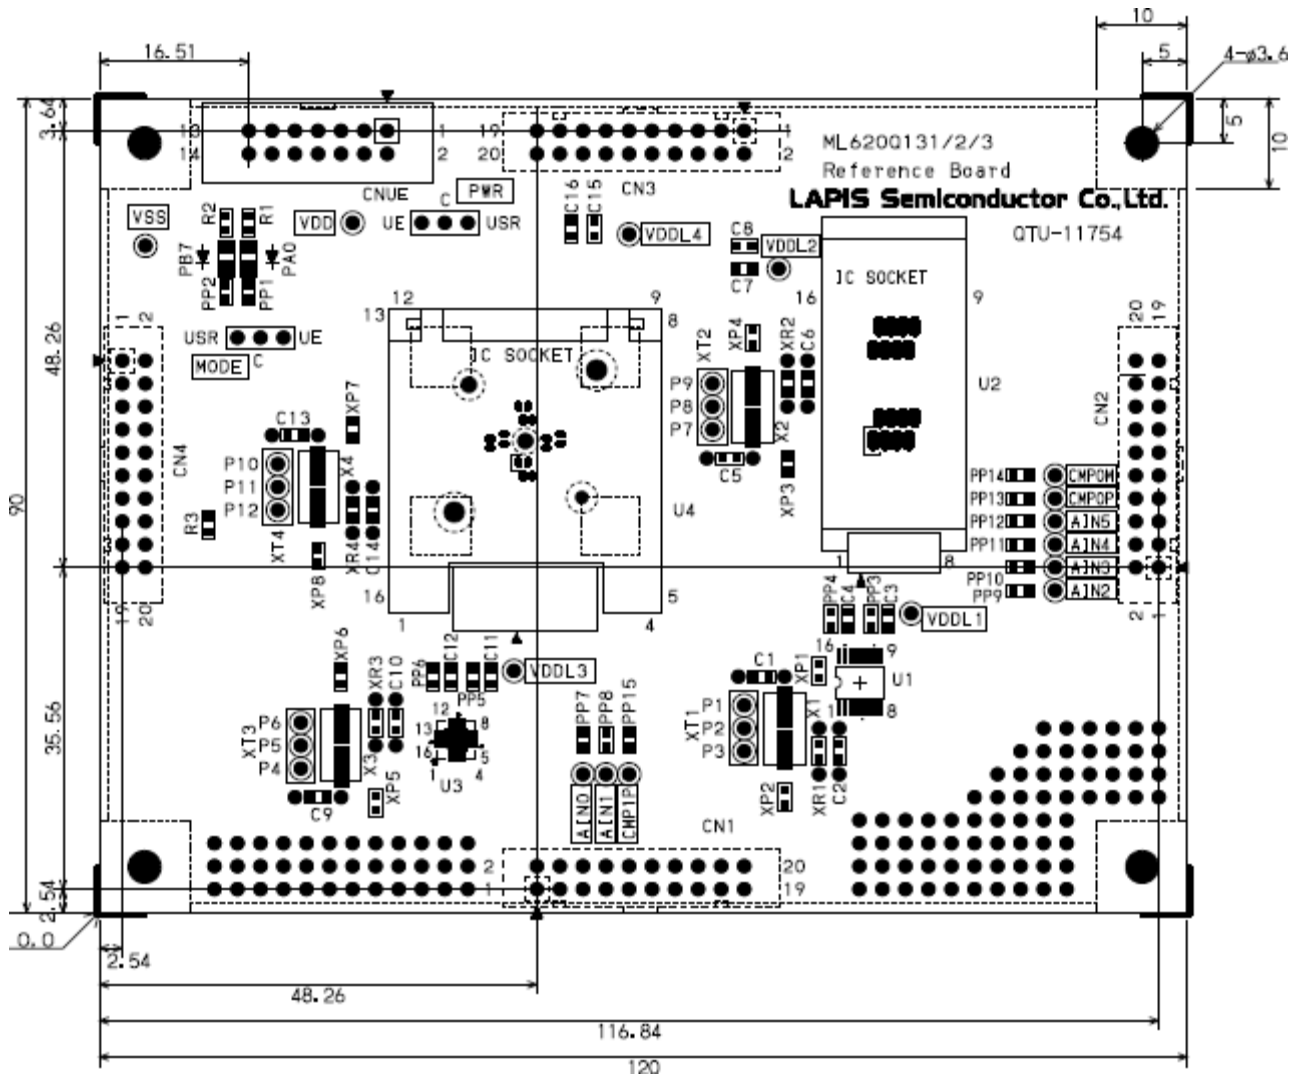 10
16.51
5
4-ø3.6
3.64
13
1
19
1
14
2
20
2
5
10
ML620Q131/2/3
Reference Board
LAPIS Semiconductor Co.,Ltd.
QTU-11754
CNUE
CN3
PWR
C
VSS
R2
R1
VDD
UE
USR
C16
C15
VDDL4
C8
VDDL2
C7
PB7
PA0
PP2
PP1
IC SOCKET
16
9
12
9
13
8
IC SOCKET
1
2
USR
UE
MODE
C
48.26
XT2
XP4
XR2
C6
20
19
P9
P8
P7
U2
CN2
XP7
C13
X2
C5
XP3
CN4
P10
P11
P12
X4
R3
XT4
XP8
XR4
C14
U4
90
PP14
CMP0M
PP13
CMP0P
PP12
AIN5
PP11
AIN4
AIN3
PP10
PP9
AIN2
1
8
16
5
1
4
19
20
2
1
PP4
C4
PP3
C3
VDDL1
XP6
XR3
C10
PP6
C12
C11
PP5
VDDL3
C1
XP1
16
9
U1
1
8
35.56
XT3
P6
P5
P4
X3
XP5
C9
12
8
13
16
5
1
4
U3
PP7
PP8
PP15
AIN0
AIN1
CMP1P
XT1
P1
P2
P3
X1
XP2
XR1
C2
CN1
2
20
1
19
2.54
0.0
2.54
48.26
116.84
120